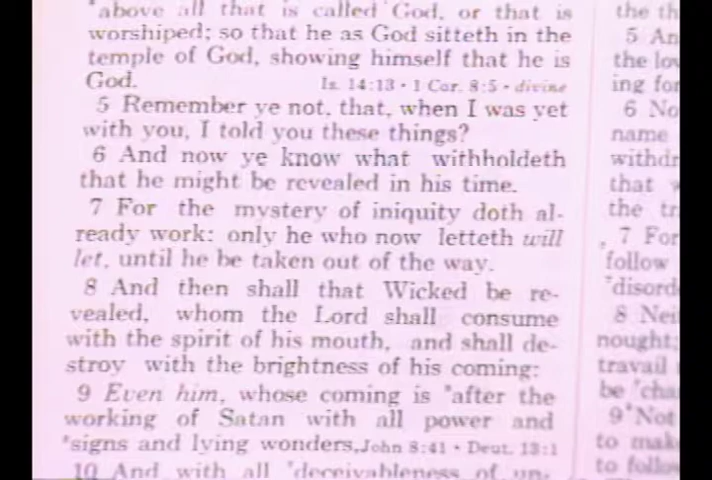 above all that is called God, or that is
worshiped; so that he as God sitteth in the
temple of God, showing himself that he is
God. Is. 14:13 · 1 Cor. 8:5 · divine
5 Remember ye not, that, when I was yet
with you, I told you these things?
6 And now ye know what withholdeth
that he might be revealed in his time.
7 For the mystery of iniquity doth al-
ready work: only he who now letteth will
let, until he be taken out of the way.
8 And then shall that Wicked be re-
vealed, whom the Lord shall consume
with the spirit of his mouth, and shall de-
stroy with the brightness of his coming:
9 Even him, whose coming is *after the
working of Satan with all power and
*signs and lying wonders, John 8:41 · Deut. 13:1
10 And with all *deceivableness of un-
the th
5 An
the lov
ing for
6 No
name
withdr
that
the tr
7 For
follow
*disord
8 Nei
nought;
travail
be *cha
9 *Not
to mak
to follo